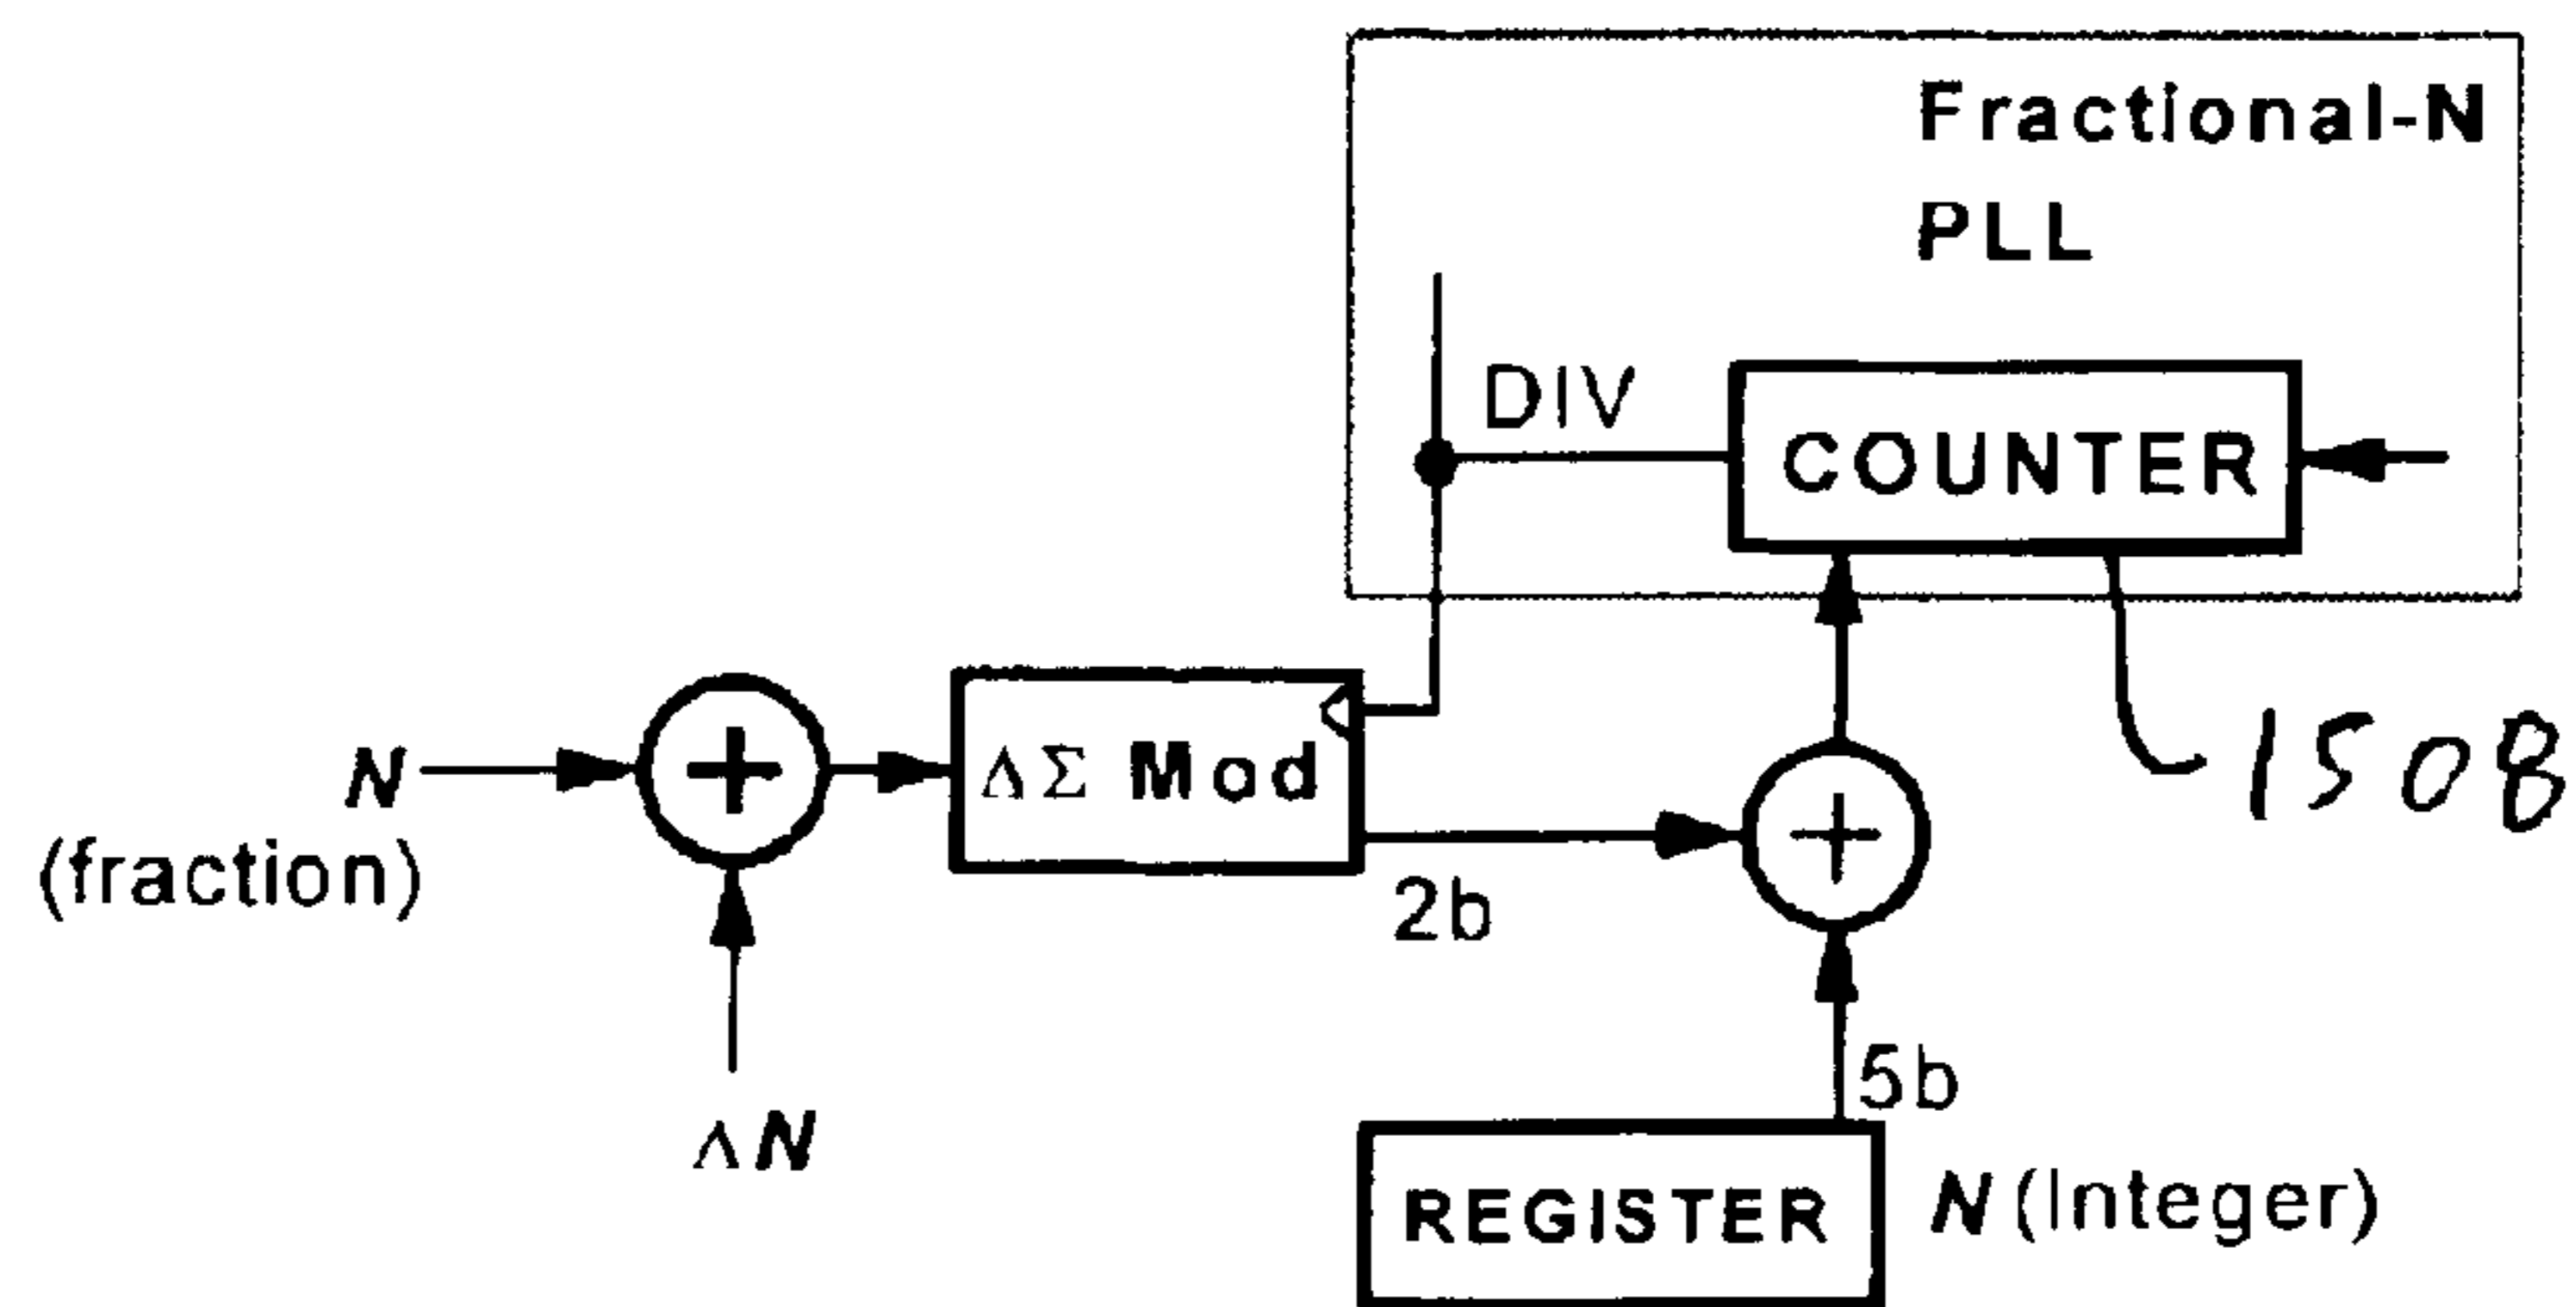 Fractional-N
PLL
DIV
COUNTER
1508
N
(fraction)
ΔΣ Mod
2b
ΔN
5b
REGISTER
N (Integer)